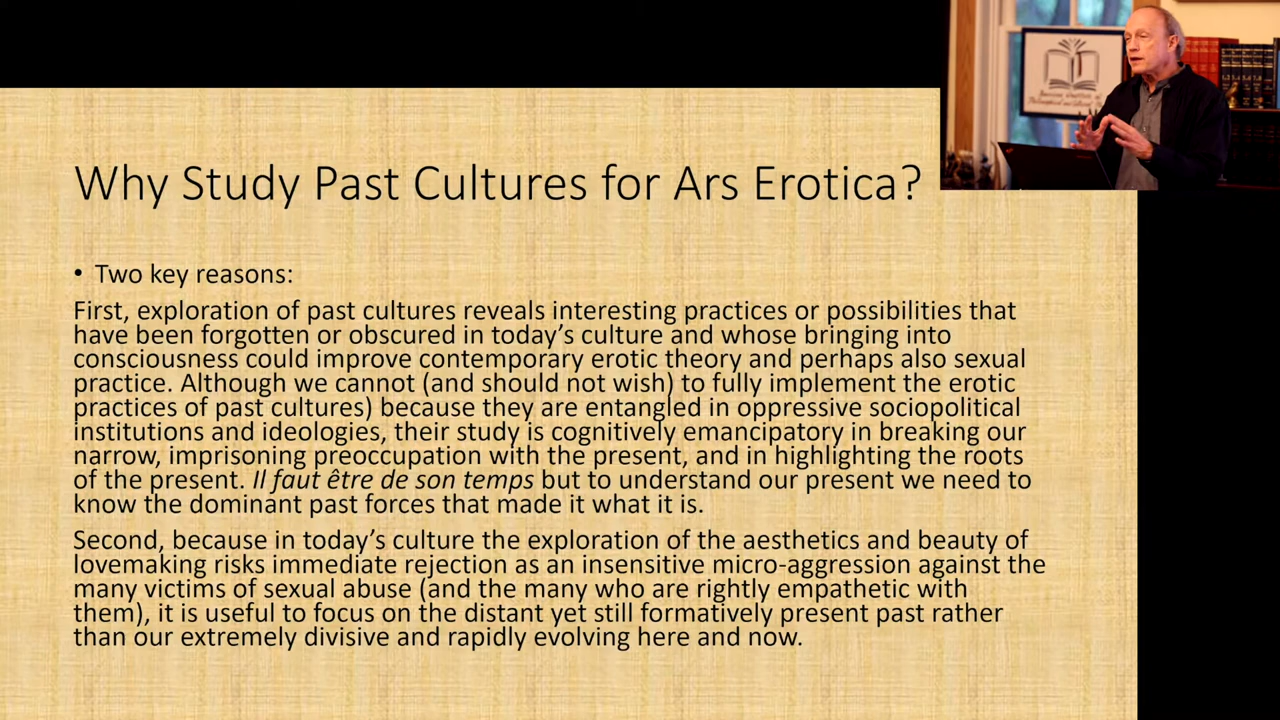 Why Study Past Cultures for Ars Erotica?
• Two key reasons:
First, exploration of past cultures reveals interesting practices or possibilities that
have been forgotten or obscured in today's culture and whose bringing into
consciousness could improve contemporary erotic theory and perhaps also sexual
practice. Although we cannot (and should not wish) to fully implement the erotic
practices of past cultures) because they are entangled in oppressive sociopolitical
institutions and ideologies, their study is cognitively emancipatory in breaking our
narrow, imprisoning preoccupation with the present, and in highlighting the roots
of the present. Il faut être de son temps but to understand our present we need to
know the dominant past forces that made it what it is.
Second, because in today's culture the exploration of the aesthetics and beauty of
lovemaking risks immediate rejection as an insensitive micro-aggression against the
many victims of sexual abuse (and the many who are rightly empathetic with
them), it is useful to focus on the distant yet still formatively present past rather
than our extremely divisive and rapidly evolving here and now.